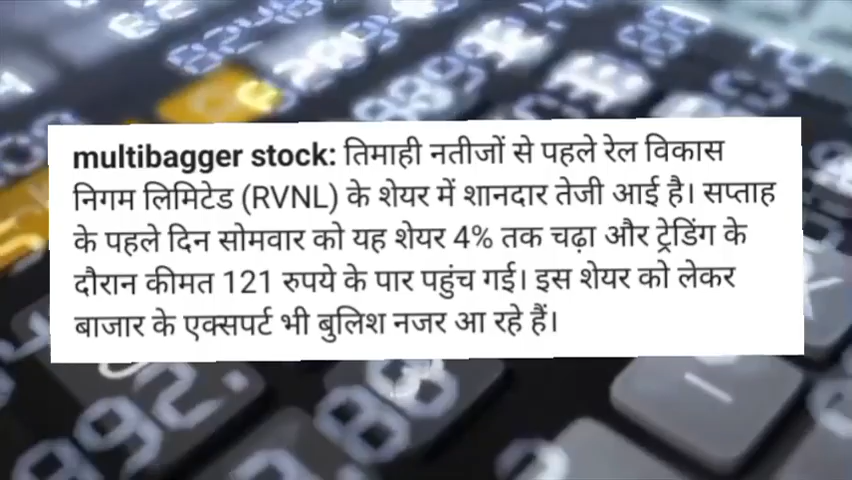 multibagger stock: तिमाही नतीजों से पहले रेल विकास
निगम लिमिटेड (RVNL) के शेयर में शानदार तेजी आई है। सप्ताह
के पहले दिन सोमवार को यह शेयर 4% तक चढ़ा और ट्रेडिंग के
दौरान कीमत 121 रुपये के पार पहुंच गई। इस शेयर को लेकर
बाजार के एक्सपर्ट भी बुलिश नजर आ रहे हैं।